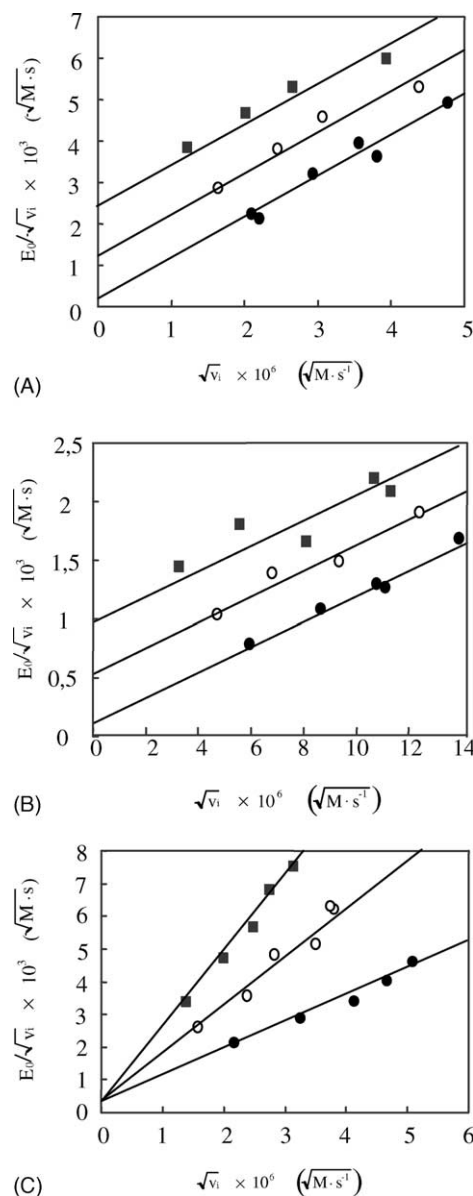 7
6
5
4
3
2
1
0
E₀/√vᵢ × 10³ (√M·s)
0 1 2 3 4 5
√vᵢ × 10⁶ (√M·s⁻¹)
(A)
2,5
2
1,5
1
0,5
0
E₀/√vᵢ × 10³ (√M·s)
0 2 4 6 8 10 12 14
√vᵢ × 10⁶ (√M·s⁻¹)
(B)
8
7
6
5
4
3
2
1
0
E₀/√vᵢ × 10³ (√M·s)
0 1 2 3 4 5 6
√vᵢ × 10⁶ (√M·s⁻¹)
(C)